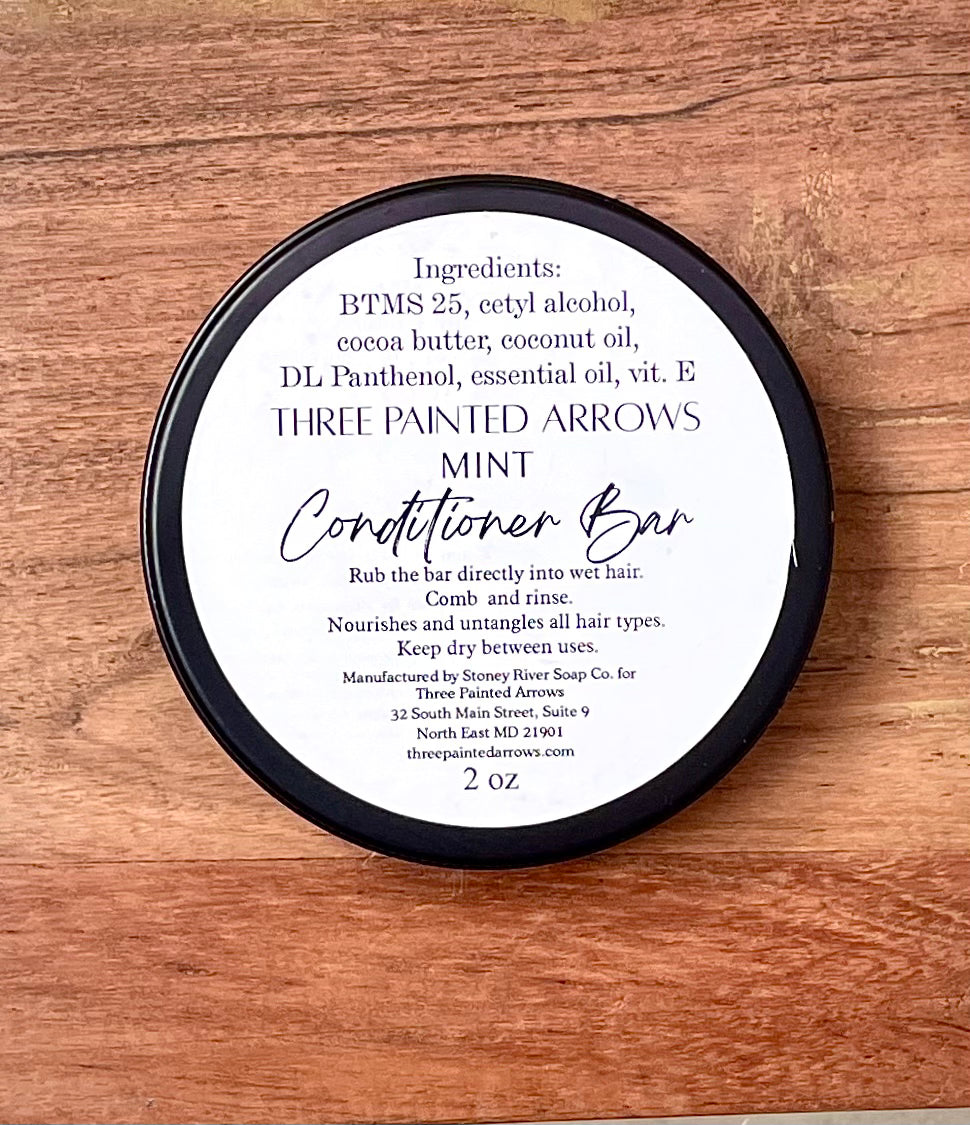 Ingredients:
BTMS 25, cetyl alcohol,
cocoa butter, coconut oil,
DL Panthenol, essential oil, vit. E
THREE PAINTED ARROWS
MINT
Conditioner Bar
Rub the bar directly into wet hair.
Comb and rinse.
Nourishes and untangles all hair types.
Keep dry between uses.
Manufactured by Stoney River Soap Co. for
Three Painted Arrows
32 South Main Street, Suite 9
North East MD 21901
threepaintedarrows.com
2 oz